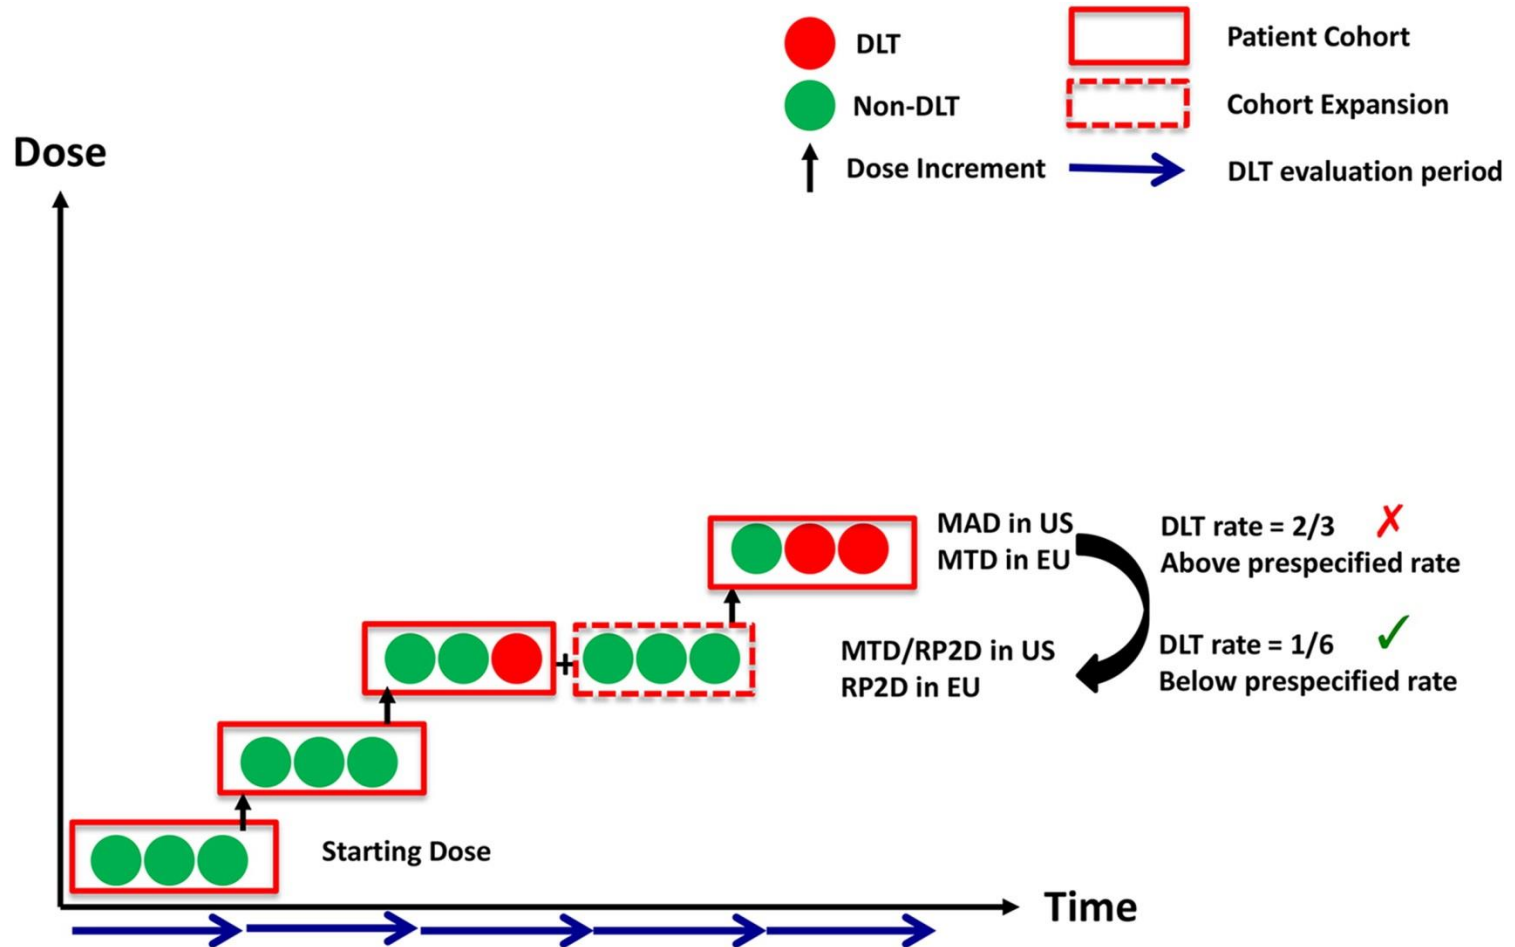 DLT
Patient Cohort
Non-DLT
Cohort Expansion
Dose Increment
DLT evaluation period
Dose
MAD in US
MTD in EU
DLT rate = 2/3 ✗
Above prespecified rate
+
MTD/RP2D in US
RP2D in EU
DLT rate = 1/6 ✓
Below prespecified rate
Starting Dose
Time